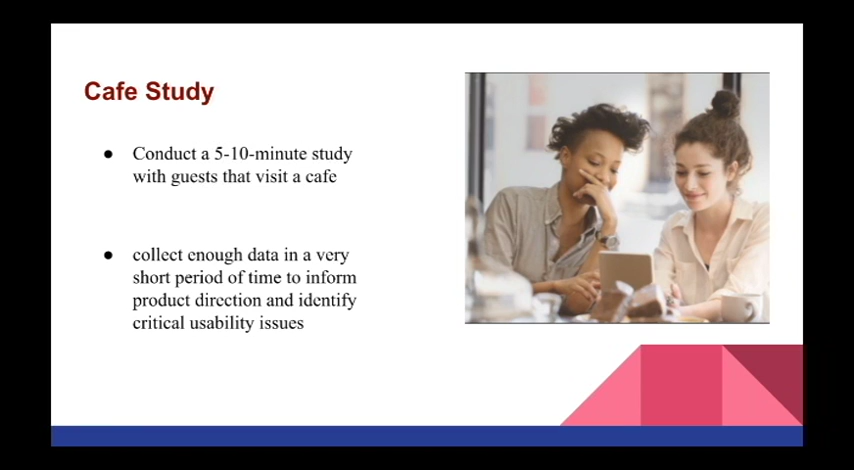 Cafe Study
● Conduct a 5-10-minute study
with guests that visit a cafe
● collect enough data in a very
short period of time to inform
product direction and identify
critical usability issues